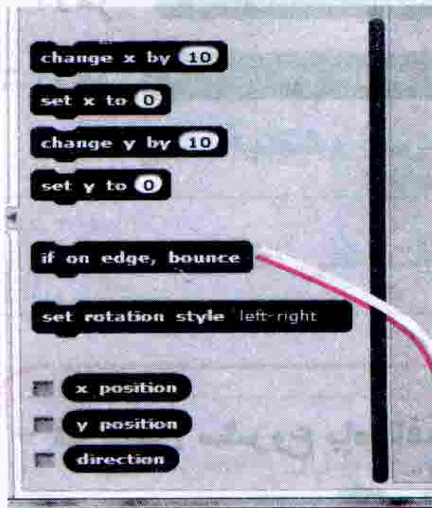 change x by 10
set x to 0
change y by 10
set y to 0
if on edge, bounce
set rotation style left-right
x position
y position
direction